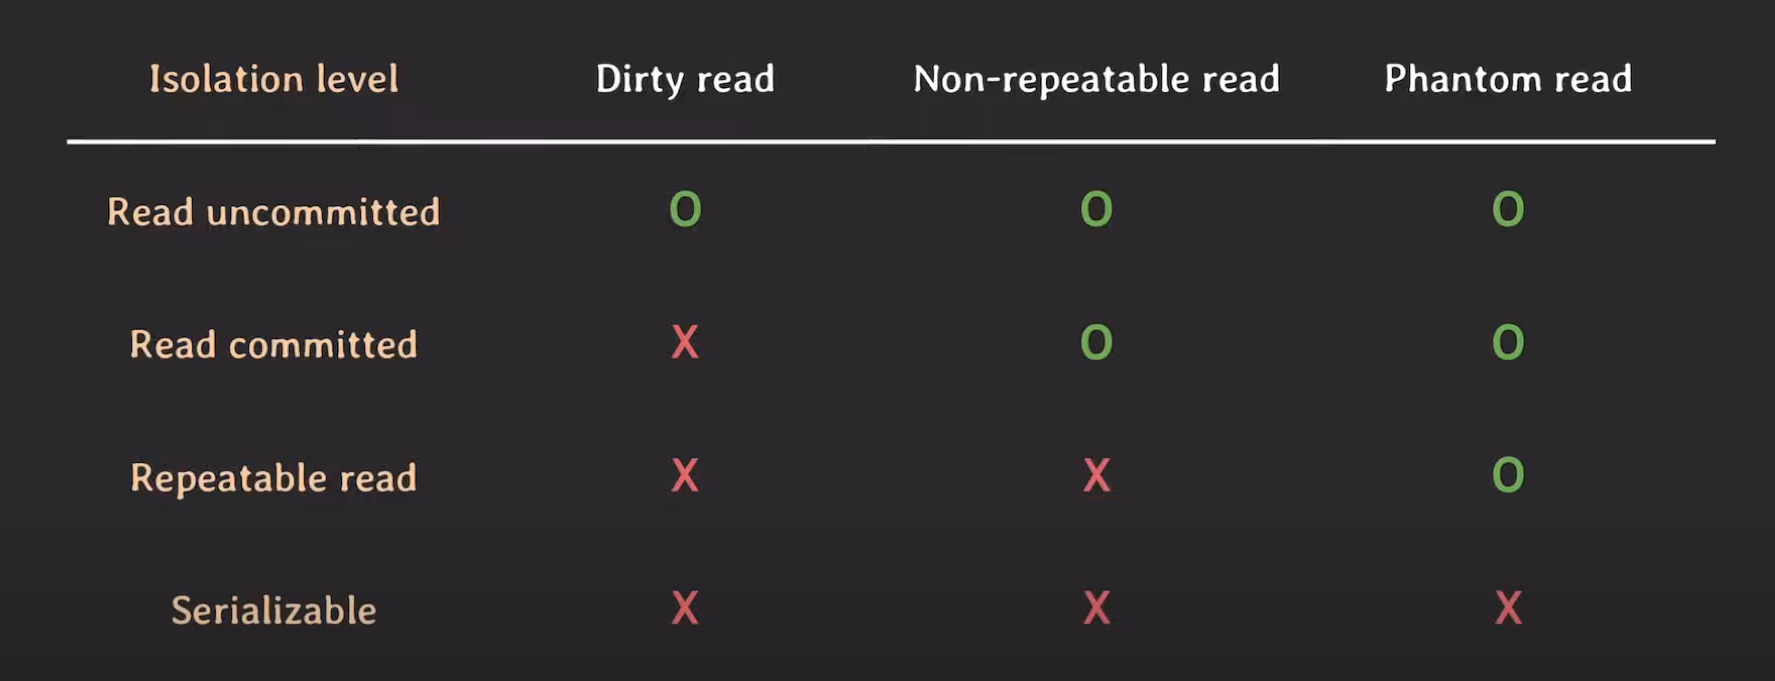 Isolation level Dirty read Non-repeatable read Phantom read
Read uncommitted O O O
Read committed X O O
Repeatable read X X O
Serializable X X X